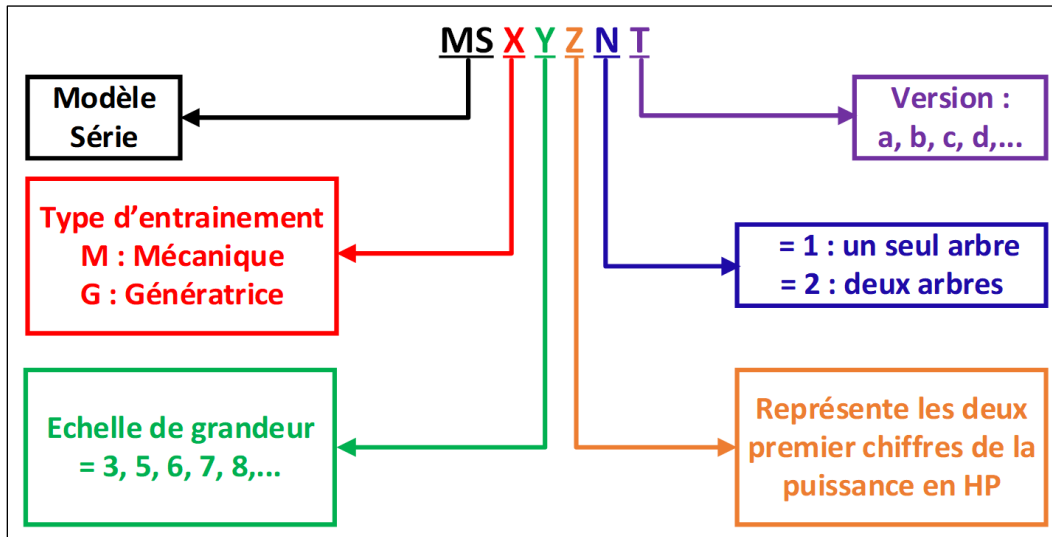 MS X Y Z N T
Modèle
Série
Version :
a, b, c, d,...
Type d’entrainement
M : Mécanique
G : Génératrice
= 1 : un seul arbre
= 2 : deux arbres
Echelle de grandeur
= 3, 5, 6, 7, 8,...
Représente les deux
premier chiffres de la
puissance en HP